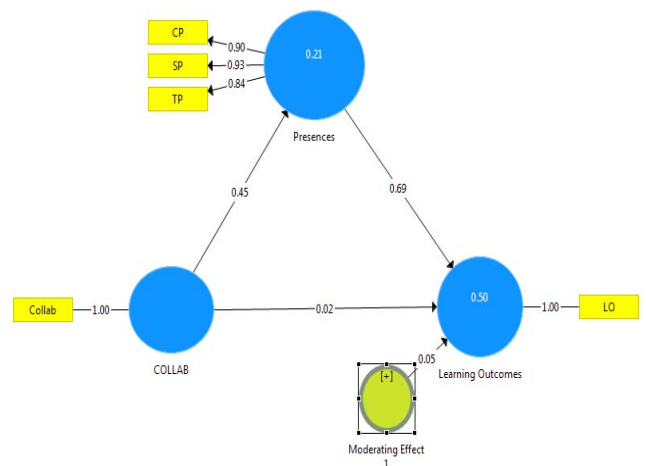 CP
0.90
0.21
SP
0.93
0.84
TP
Presences
0.45
0.69
0.50
Collab
1.00
0.02
1.00
LO
0.05
COLLAB
[+]
Learning Outcomes
Moderating Effect
1